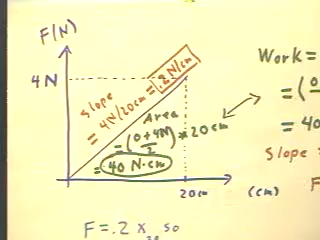 F(N)
4N
Slope
= 4N/20cm = .2 N/cm
Area
= (0+4N / 2) * 20cm
= 40 N·cm
20cm
(cm)
Work =
= (0
= 40
Slope =
F
F = .2 x, so